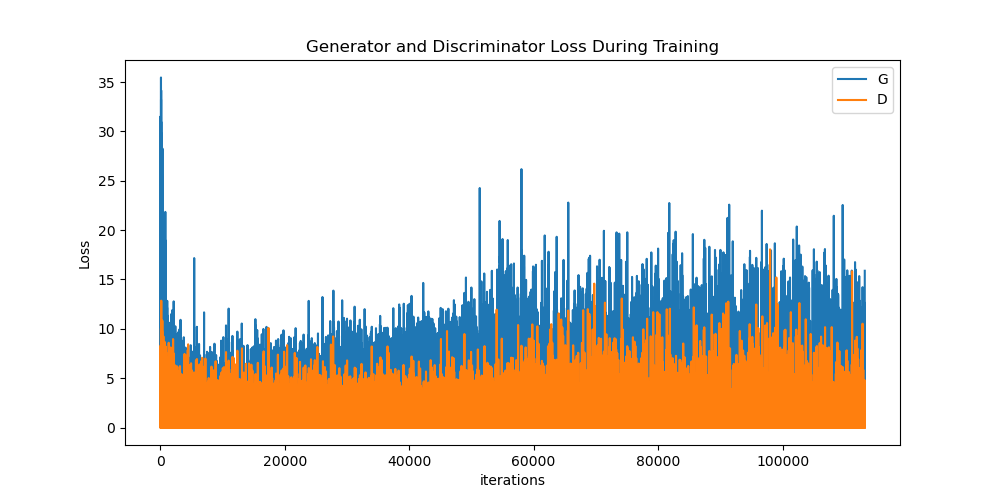 Generator and Discriminator Loss During Training
G
D
35
30
25
20
15
10
5
0
Loss
0 20000 40000 60000 80000 100000
iterations